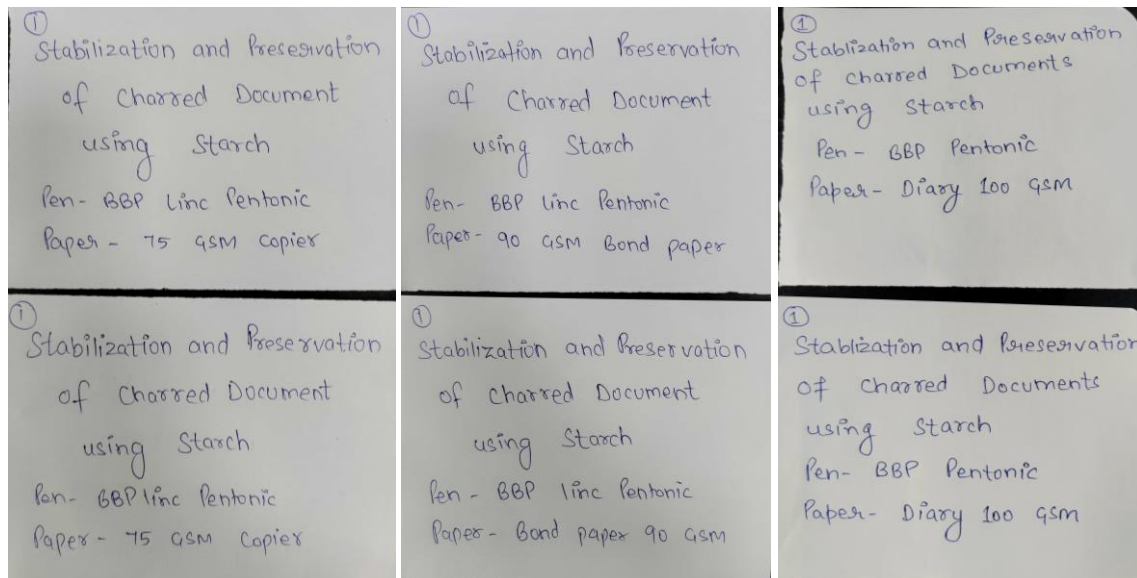 1
Stabilization and Preservation
of Charred Document
using Starch
Pen- BBP Linc Pentonic
Paper - 75 GSM Copier
1
Stabilization and Preservation
of Charred Document
using Starch
Pen- BBP Linc Pentonic
Paper- 90 GSM Bond paper
1
Stablization and Preservation
of Charred Documents
using Starch
Pen- BBP Pentonic
Paper- Diary 100 GSM
1
Stabilization and Preservation
of Charred Document
using Starch
Pen- BBP linc Pentonic
Paper - 75 GSM Copier
1
Stabilization and Preservation
of Charred Document
using Starch
Pen - BBP linc Pentonic
Paper - Bond paper 90 GSM
1
Stablization and Preservation
of Charred Documents
using Starch
Pen- BBP Pentonic
Paper- Diary 100 GSM